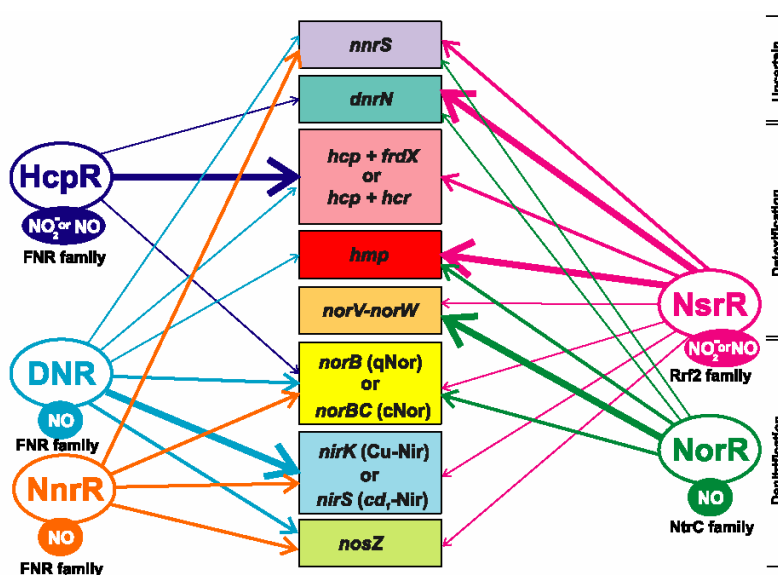 nnrS
dnrN
hcp + frdX
or
hcp + hcr
hmp
norV-norW
norB (qNor)
or
norBC (cNor)
nirK (Cu-Nir)
or
nirS (cd₁-Nir)
nosZ
HcpR
NO₂⁻ or NO
FNR family
DNR
NO
FNR family
NnrR
NO
FNR family
NsrR
NO₂⁻ or NO
Rrf2 family
NorR
NO
NtrC family
Uncertain